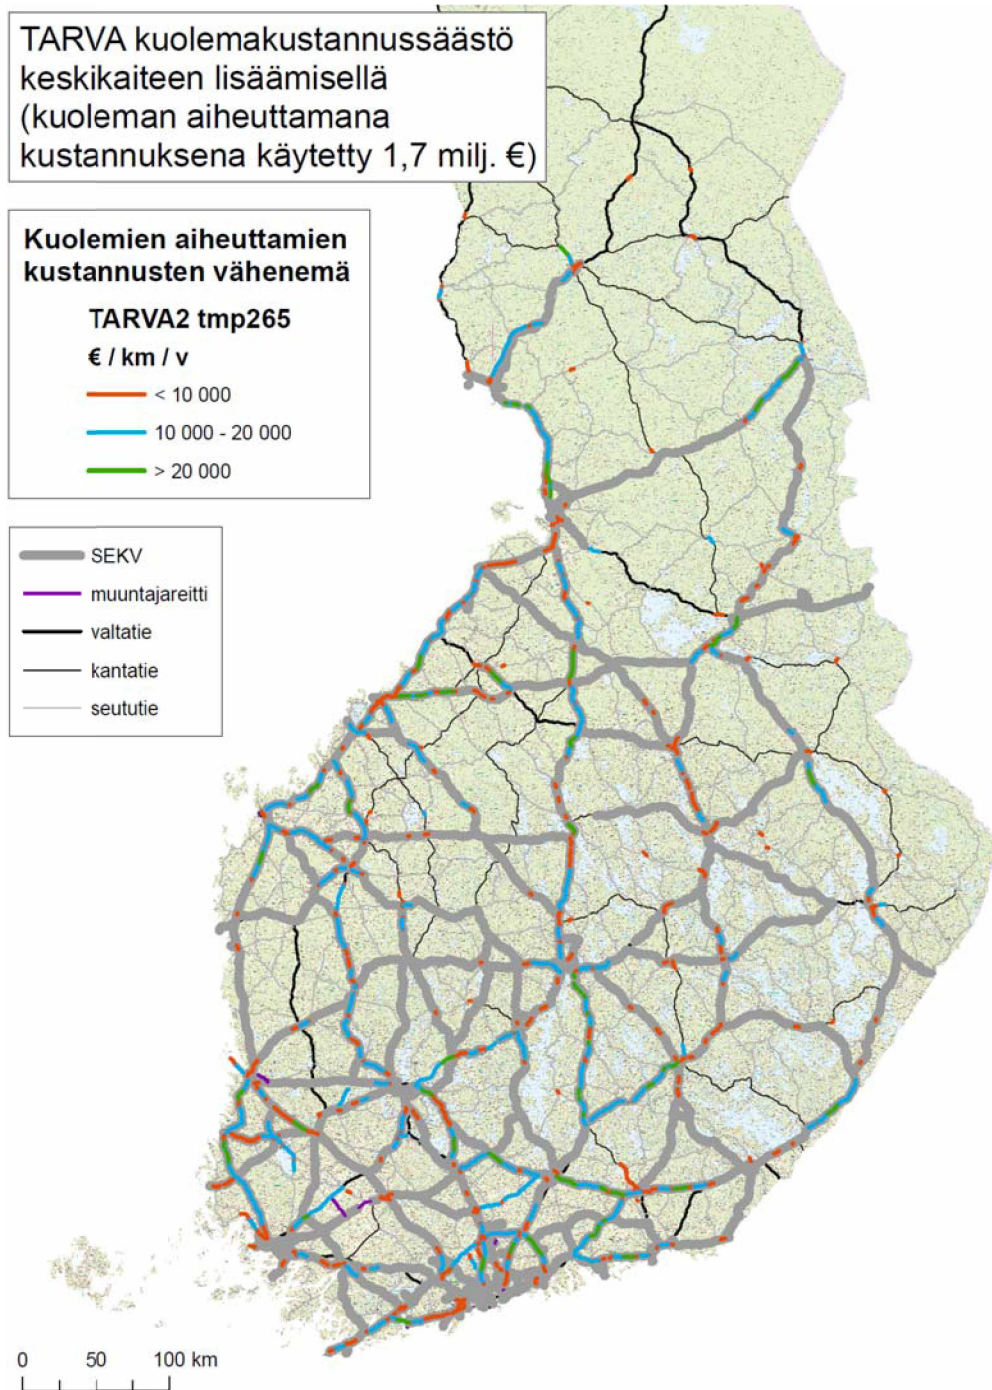 TARVA kuolemakustannussäästö
keskikaiteen lisäämisellä
(kuoleman aiheuttamana
kustannuksena käytetty 1,7 milj. €)
Kuolemien aiheuttamien
kustannusten vähenemä
TARVA2 tmp265
€ / km / v
< 10 000
10 000 - 20 000
> 20 000
SEKV
muuntajareitti
valtatie
kantatie
seututie
0 50 100 km